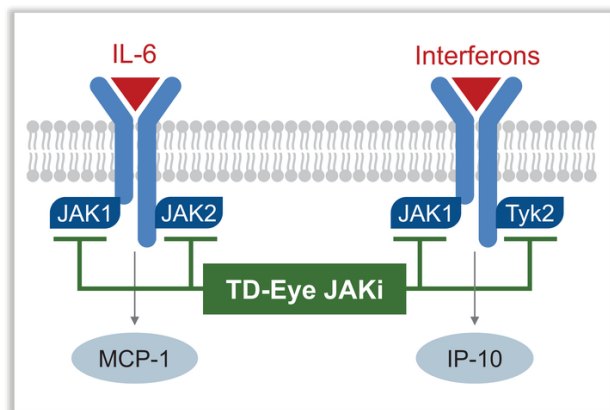 IL-6
Interferons
JAK1
JAK2
JAK1
Tyk2
TD-Eye JAKi
MCP-1
IP-10